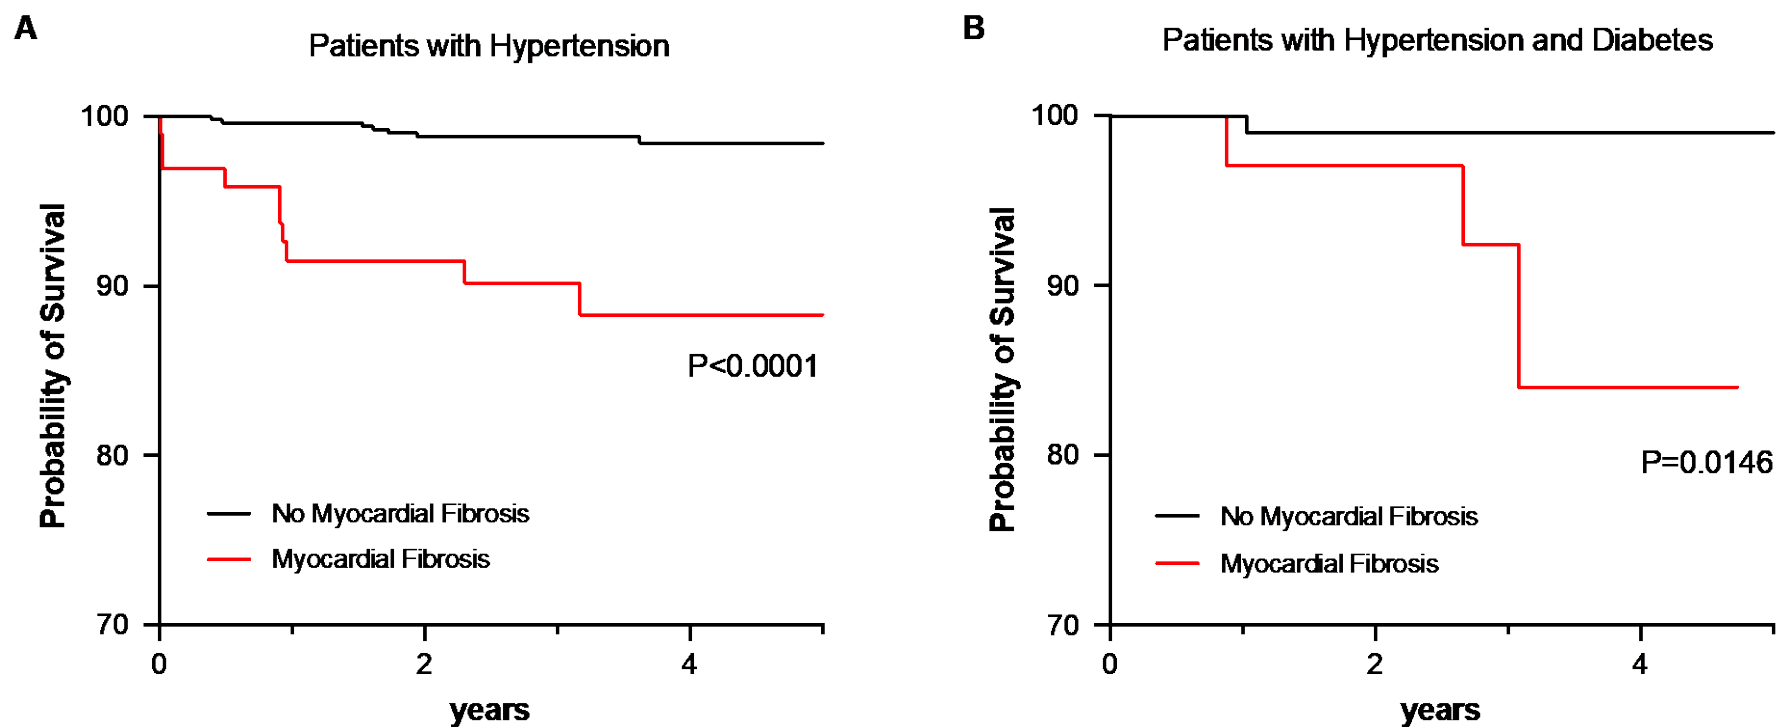 A
Patients with Hypertension
100
90
80
70
Probability of Survival
P<0.0001
No Myocardial Fibrosis
Myocardial Fibrosis
0 2 4
years
B
Patients with Hypertension and Diabetes
100
90
80
70
Probability of Survival
P=0.0146
No Myocardial Fibrosis
Myocardial Fibrosis
0 2 4
years